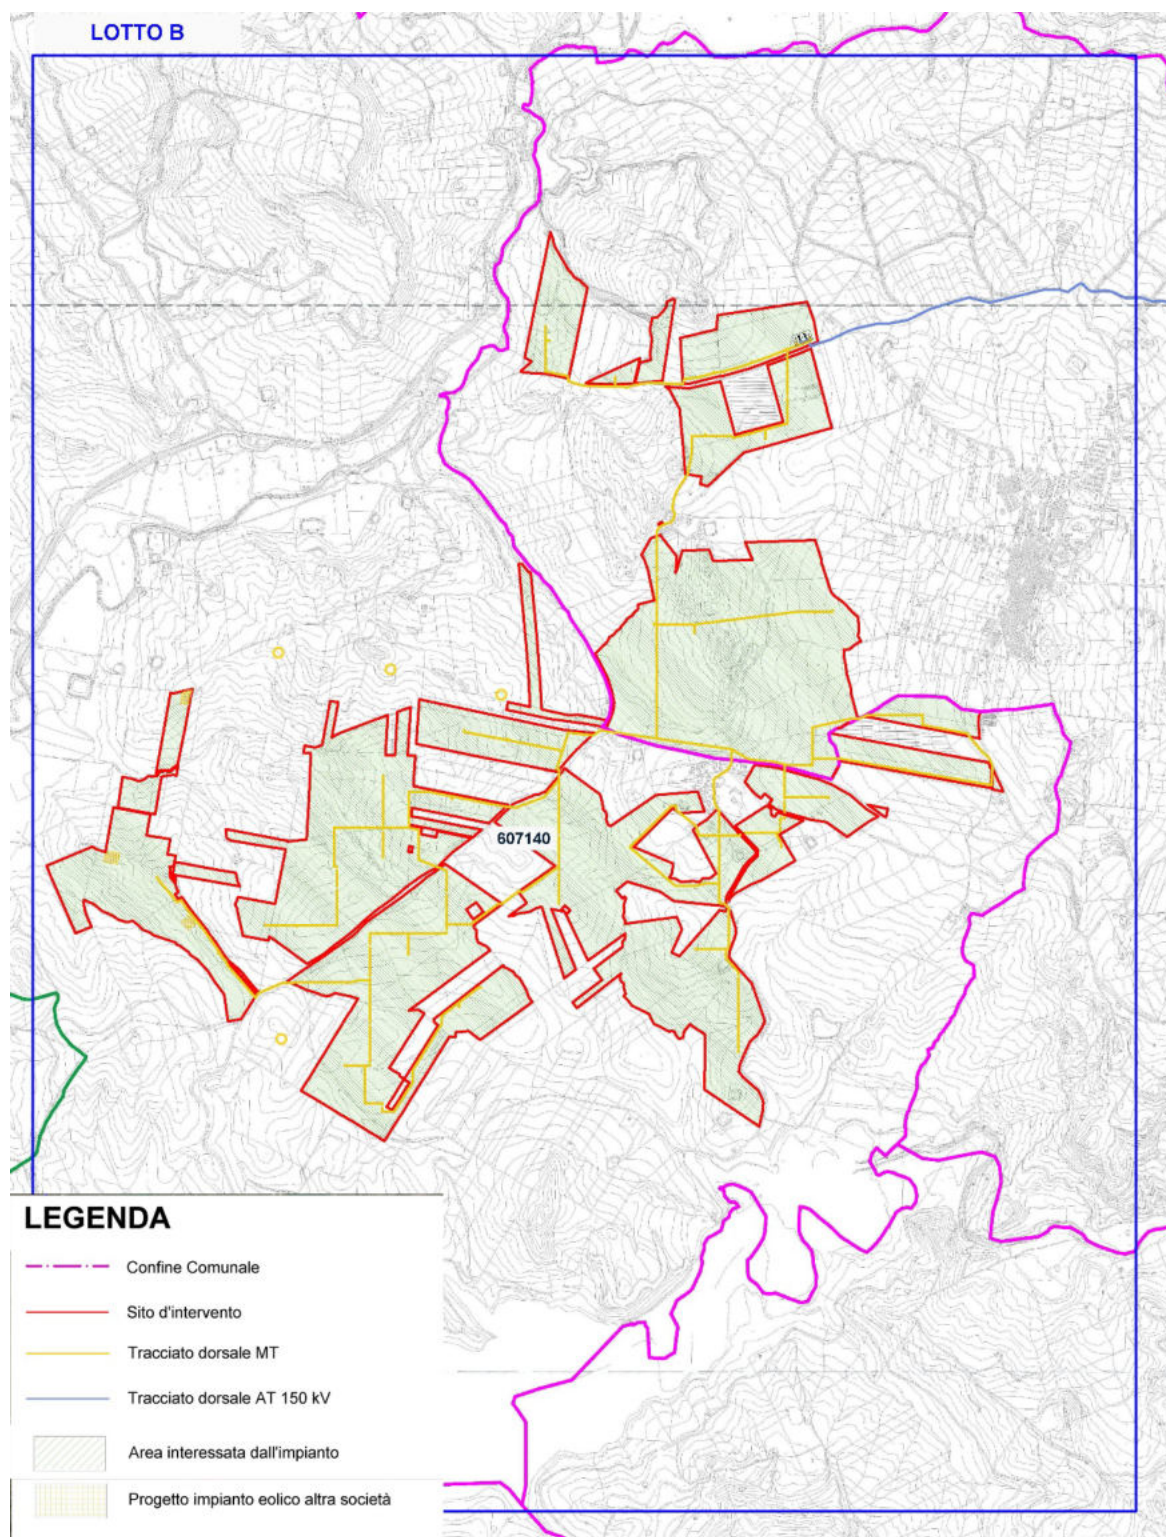 LOTTO B
607140
LEGENDA
Confine Comunale
Sito d'intervento
Tracciato dorsale MT
Tracciato dorsale AT 150 kV
Area interessata dall'impianto
Progetto impianto eolico altra società